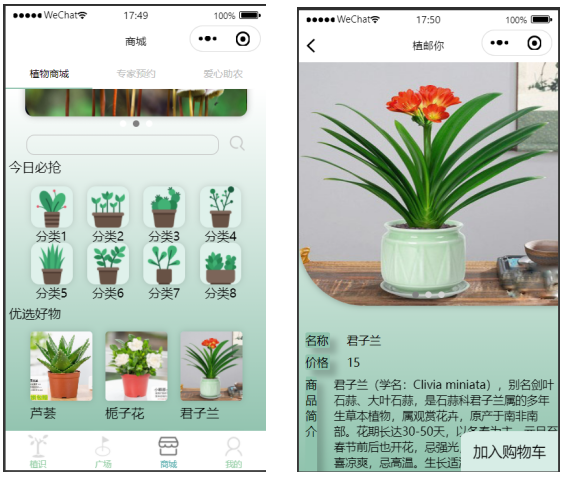 WeChat 17:49 100%
商城
植物商城 专家预约 爱心助农
今日必抢
分类1 分类2 分类3 分类4
分类5 分类6 分类7 分类8
优选好物
芦荟 栀子花 君子兰
植识 广场 商城 我的
WeChat 17:50 100%
植邮你
名称 君子兰
价格 15
商品简介
君子兰（学名：Clivia miniata），别名剑叶
石蒜、大叶石蒜，是石蒜科君子兰属的多年
生草本植物，属观赏花卉，原产于南非南
部。花期长达30-50天，以冬春为主，元旦至
春节前后也开花，忌强光，
喜凉爽，忌高温。生长适
加入购物车